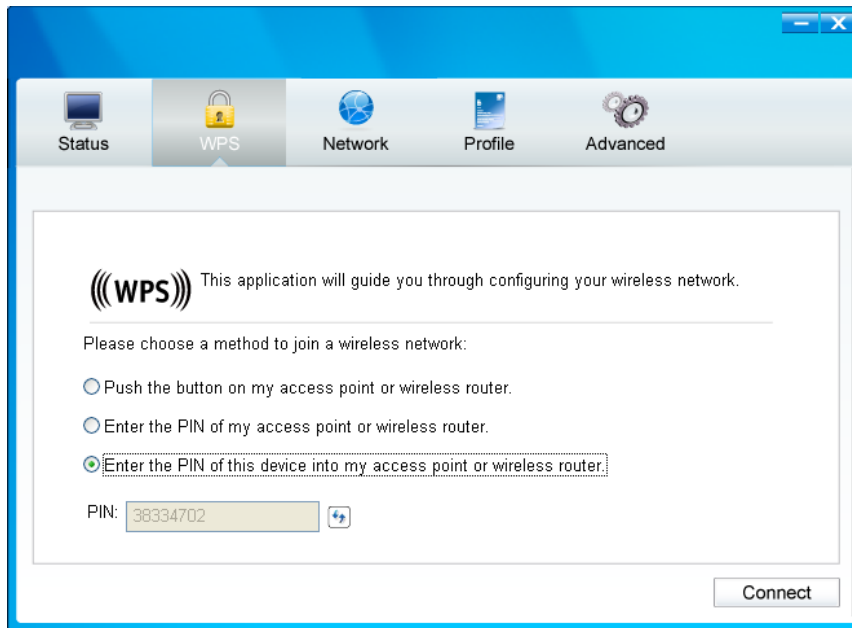 Status WPS Network Profile Advanced
(((WPS))) This application will guide you through configuring your wireless network.
Please choose a method to join a wireless network:
Push the button on my access point or wireless router.
Enter the PIN of my access point or wireless router.
Enter the PIN of this device into my access point or wireless router.
PIN: 38334702
Connect